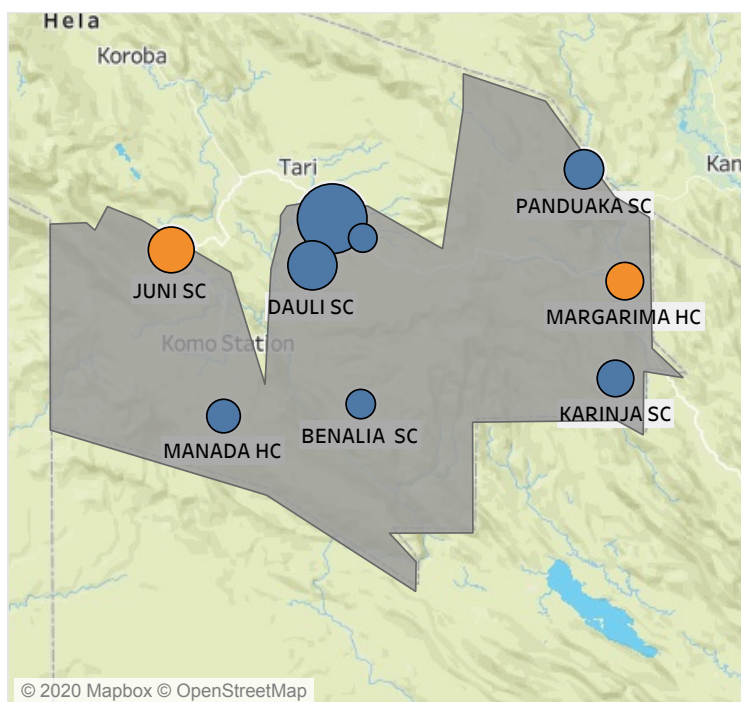 Hela
Koroba
Tari
Kam
PANDUAKA SC
JUNI SC
DAULI SC
MARGARIMA HC
Komo Station
KARINJA SC
BENALIA SC
MANADA HC
© 2020 Mapbox © OpenStreetMap